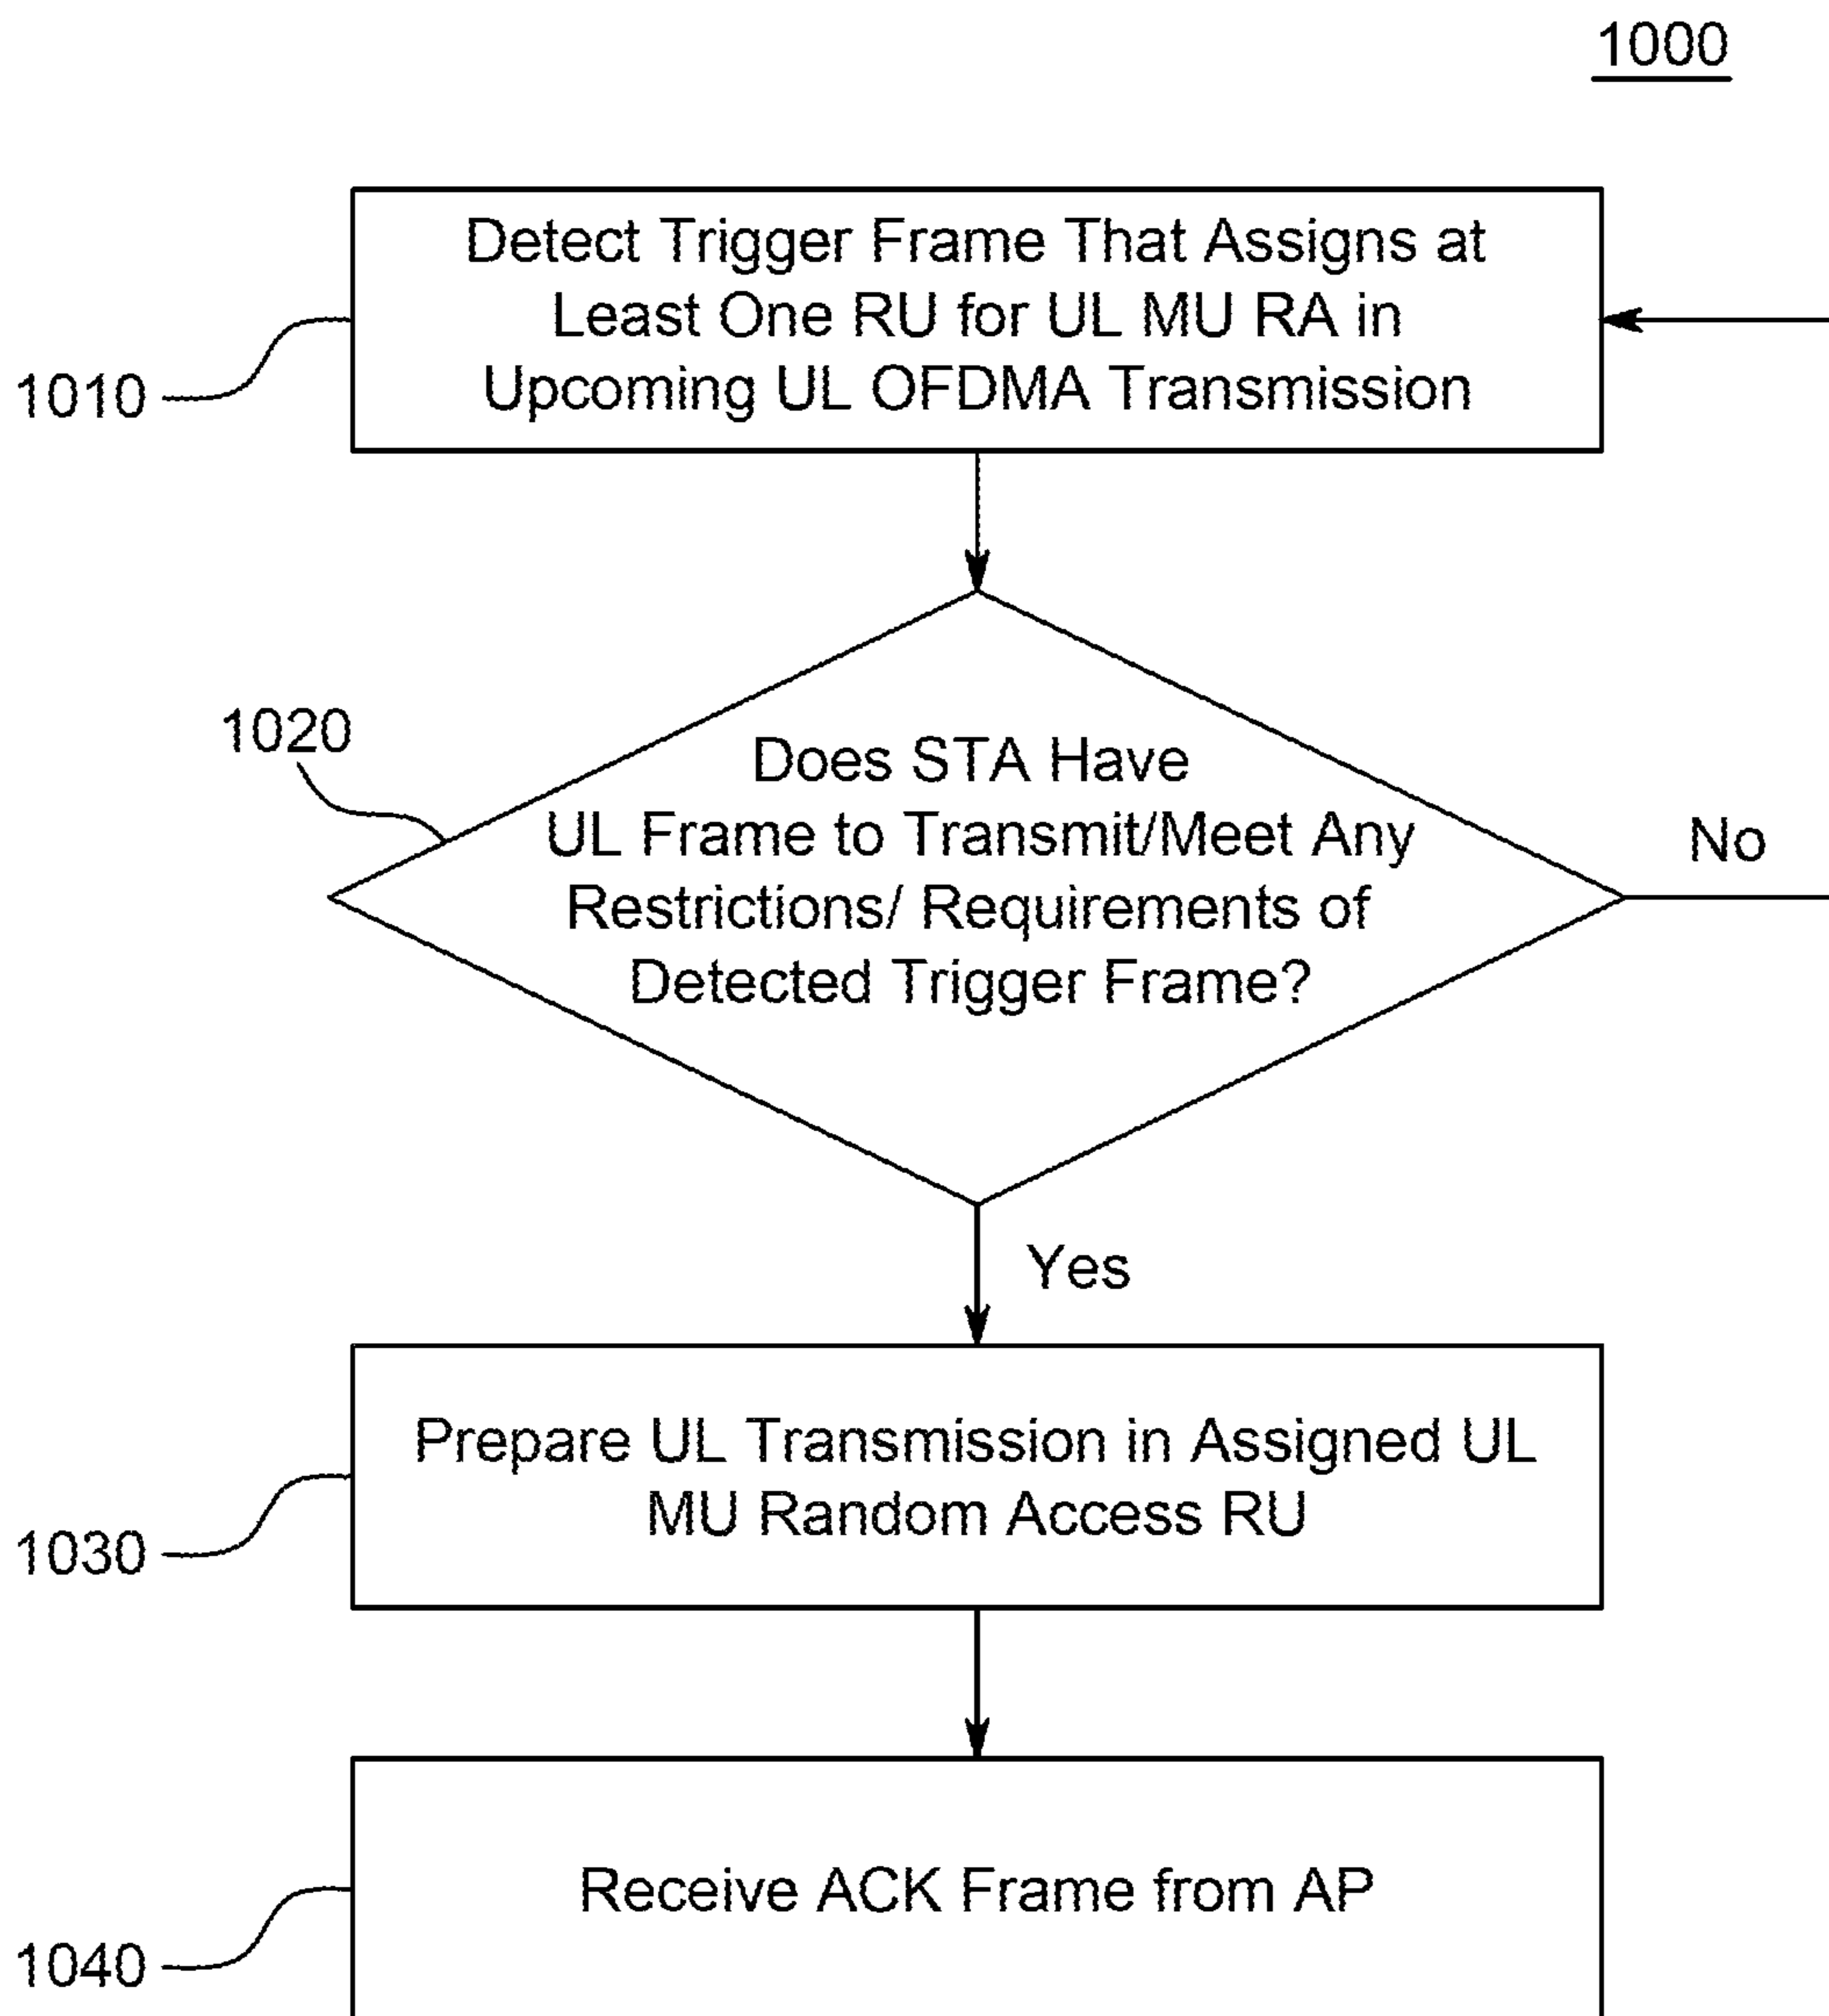 1000
Detect Trigger Frame That Assigns at
Least One RU for UL MU RA in
Upcoming UL OFDMA Transmission
1010
1020
Does STA Have
UL Frame to Transmit/Meet Any
Restrictions/ Requirements of
Detected Trigger Frame?
No
Yes
Prepare UL Transmission in Assigned UL
MU Random Access RU
1030
Receive ACK Frame from AP
1040